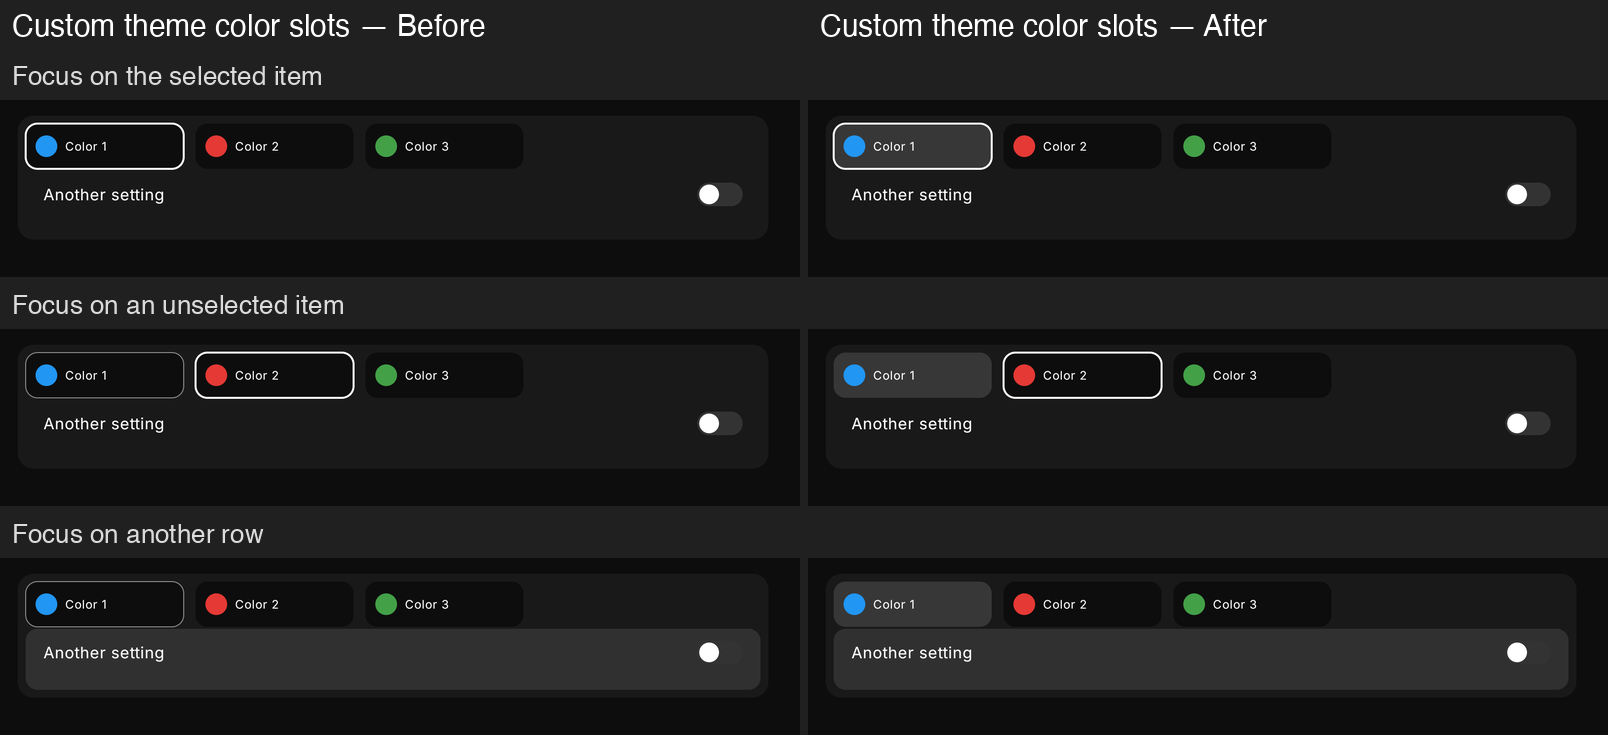 Custom theme color slots — Before
Custom theme color slots — After
Focus on the selected item
Color 1
Color 2
Color 3
Another setting
Color 1
Color 2
Color 3
Another setting
Focus on an unselected item
Color 1
Color 2
Color 3
Another setting
Color 1
Color 2
Color 3
Another setting
Focus on another row
Color 1
Color 2
Color 3
Another setting
Color 1
Color 2
Color 3
Another setting